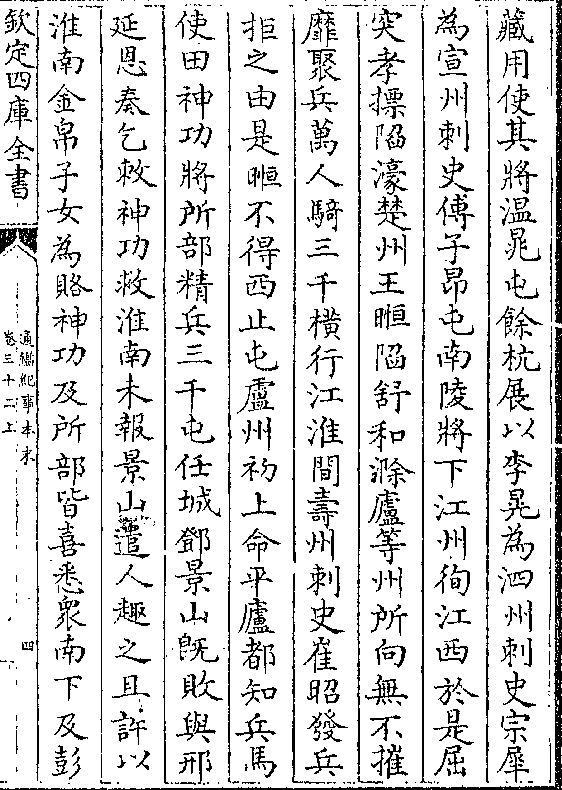 藏用使其將温晁屯餘杭展以李晃為泗州刺史宗犀
為宣州刺史傅子昂屯南陵將下江州徇江西於是屈
突孝摽陷濠楚州王暅陷舒和滁廬等州所向無不摧
靡聚兵萬人騎三千横行江淮間壽州刺史崔昭發兵
拒之由是暅不得西止屯廬州初上命平盧都知兵馬
使田神功將所部精兵三千屯任城鄧景山既敗與邢
延恩奏乞敕神功救淮南未報景山遣人趣之且許以
淮南金帛子女為賂神功及所部皆喜悉衆南下及彭
欽定四庫全書
通鑑紀事本末
卷三十二上
四